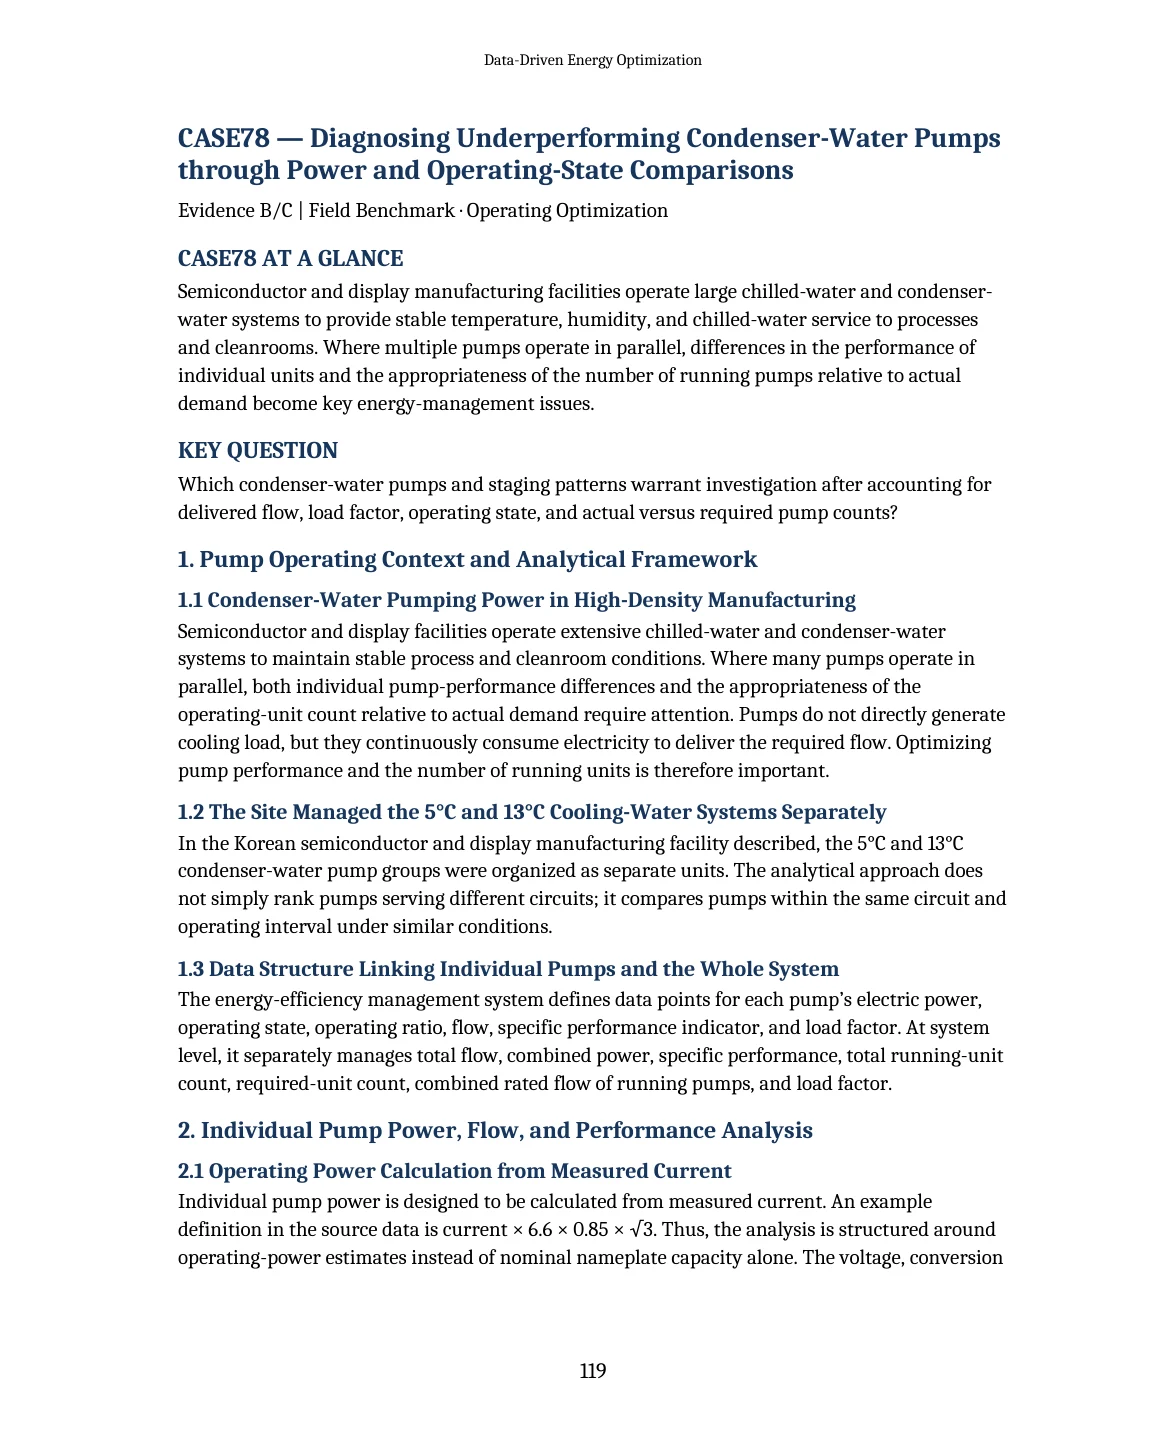 Data-Driven Energy Optimization
CASE78 — Diagnosing Underperforming Condenser-Water Pumps
through Power and Operating-State Comparisons
Evidence B/C | Field Benchmark · Operating Optimization
CASE78 AT A GLANCE
Semiconductor and display manufacturing facilities operate large chilled-water and condenser-
water systems to provide stable temperature, humidity, and chilled-water service to processes
and cleanrooms. Where multiple pumps operate in parallel, differences in the performance of
individual units and the appropriateness of the number of running pumps relative to actual
demand become key energy-management issues.
KEY QUESTION
Which condenser-water pumps and staging patterns warrant investigation after accounting for
delivered flow, load factor, operating state, and actual versus required pump counts?
1. Pump Operating Context and Analytical Framework
1.1 Condenser-Water Pumping Power in High-Density Manufacturing
Semiconductor and display facilities operate extensive chilled-water and condenser-water
systems to maintain stable process and cleanroom conditions. Where many pumps operate in
parallel, both individual pump-performance differences and the appropriateness of the
operating-unit count relative to actual demand require attention. Pumps do not directly generate
cooling load, but they continuously consume electricity to deliver the required flow. Optimizing
pump performance and the number of running units is therefore important.
1.2 The Site Managed the 5°C and 13°C Cooling-Water Systems Separately
In the Korean semiconductor and display manufacturing facility described, the 5°C and 13°C
condenser-water pump groups were organized as separate units. The analytical approach does
not simply rank pumps serving different circuits; it compares pumps within the same circuit and
operating interval under similar conditions.
1.3 Data Structure Linking Individual Pumps and the Whole System
The energy-efficiency management system defines data points for each pump’s electric power,
operating state, operating ratio, flow, specific performance indicator, and load factor. At system
level, it separately manages total flow, combined power, specific performance, total running-unit
count, required-unit count, combined rated flow of running pumps, and load factor.
2. Individual Pump Power, Flow, and Performance Analysis
2.1 Operating Power Calculation from Measured Current
Individual pump power is designed to be calculated from measured current. An example
definition in the source data is current × 6.6 × 0.85 × √3. Thus, the analysis is structured around
operating-power estimates instead of nominal nameplate capacity alone. The voltage, conversion
119